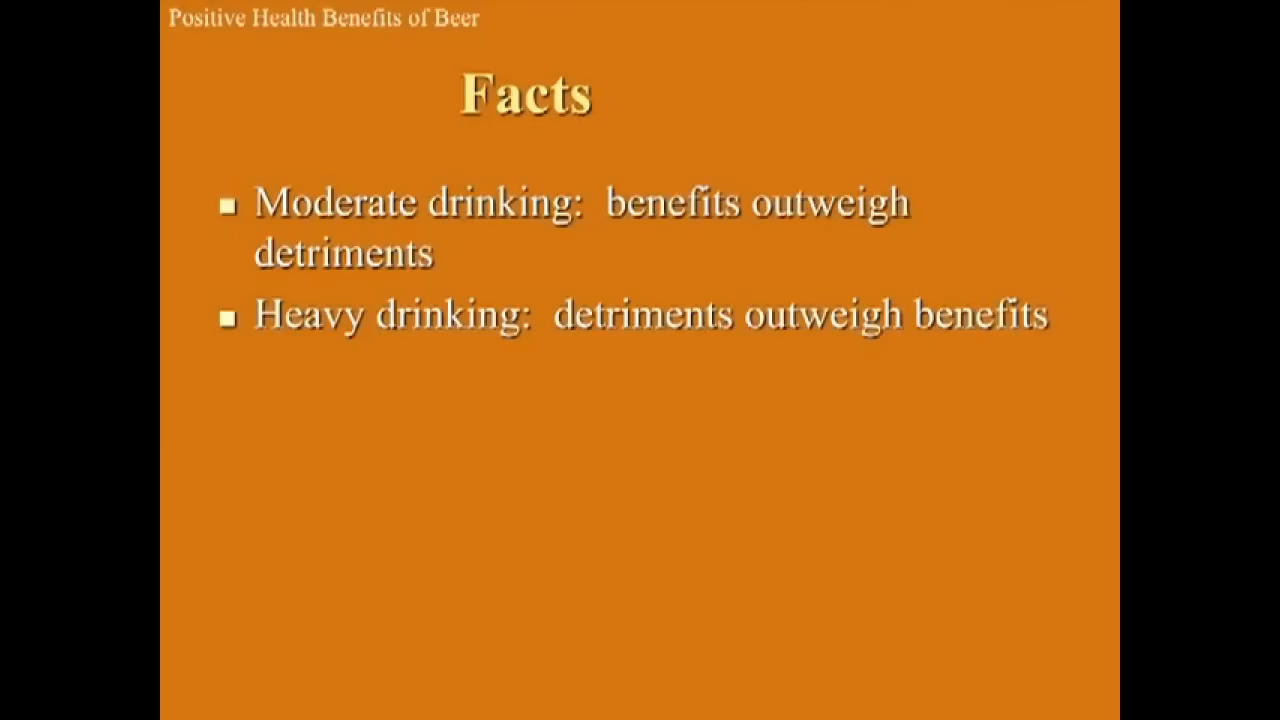 Positive Health Benefits of Beer
Facts
Moderate drinking:  benefits outweigh
detriments
Heavy drinking:  detriments outweigh benefits